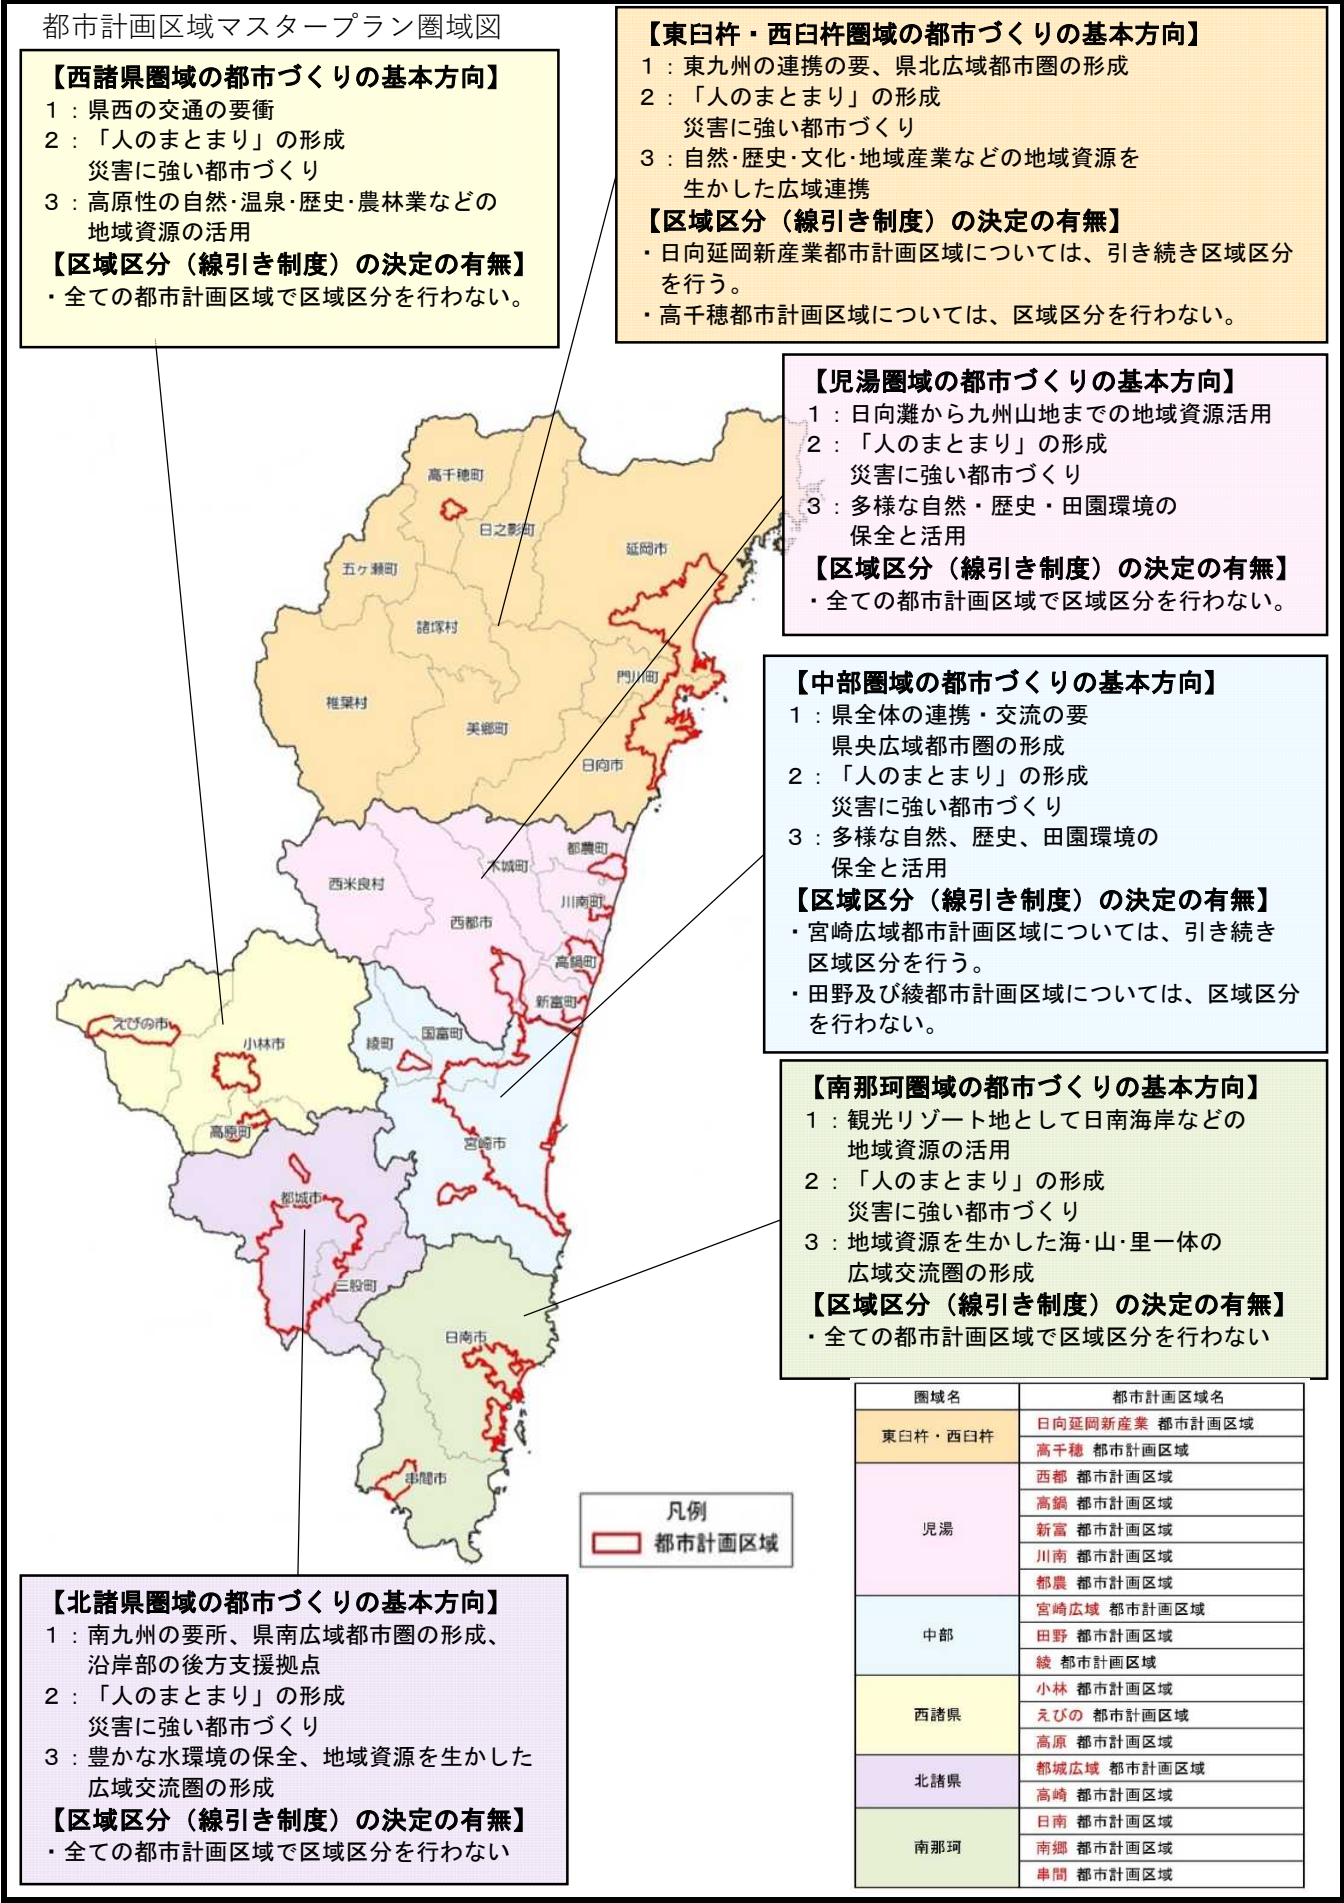 都市計画区域マスタープラン圏域図
【西諸県圏域の都市づくりの基本方向】
1：県西の交通の要衝
2：「人のまとまり」の形成
災害に強い都市づくり
3：高原性の自然･温泉･歴史･農林業などの
地域資源の活用
【区域区分（線引き制度）の決定の有無】
・全ての都市計画区域で区域区分を行わない。
【東臼杵・西臼杵圏域の都市づくりの基本方向】
1：東九州の連携の要、県北広域都市圏の形成
2：「人のまとまり」の形成
災害に強い都市づくり
3：自然･歴史･文化･地域産業などの地域資源を
生かした広域連携
【区域区分（線引き制度）の決定の有無】
・日向延岡新産業都市計画区域については、引き続き区域区分
を行う。
・高千穂都市計画区域については、区域区分を行わない。
【児湯圏域の都市づくりの基本方向】
1：日向灘から九州山地までの地域資源活用
2：「人のまとまり」の形成
災害に強い都市づくり
3：多様な自然・歴史・田園環境の
保全と活用
【区域区分（線引き制度）の決定の有無】
・全ての都市計画区域で区域区分を行わない。
【中部圏域の都市づくりの基本方向】
1：県全体の連携・交流の要
県央広域都市圏の形成
2：「人のまとまり」の形成
災害に強い都市づくり
3：多様な自然、歴史、田園環境の
保全と活用
【区域区分（線引き制度）の決定の有無】
・宮崎広域都市計画区域については、引き続き
区域区分を行う。
・田野及び綾都市計画区域については、区域区分
を行わない。
【南那珂圏域の都市づくりの基本方向】
1：観光リゾート地として日南海岸などの
地域資源の活用
2：「人のまとまり」の形成
災害に強い都市づくり
3：地域資源を生かした海･山･里一体の
広域交流圏の形成
【区域区分（線引き制度）の決定の有無】
・全ての都市計画区域で区域区分を行わない
高千穂町
日之影町
延岡市
五ヶ瀬町
諸塚村
門川町
椎葉村
美郷町
日向市
都農町
木城町
西米良村
川南町
西都市
高鍋町
新富町
えびの市
小林市
綾町
国富町
高原町
宮崎市
都城市
三股町
日南市
串間市
凡例
都市計画区域
【北諸県圏域の都市づくりの基本方向】
1：南九州の要所、県南広域都市圏の形成、
沿岸部の後方支援拠点
2：「人のまとまり」の形成
災害に強い都市づくり
3：豊かな水環境の保全、地域資源を生かした
広域交流圏の形成
【区域区分（線引き制度）の決定の有無】
・全ての都市計画区域で区域区分を行わない
圏域名 都市計画区域名
東臼杵・西臼杵
日向延岡新産業 都市計画区域
高千穂 都市計画区域
児湯
西都 都市計画区域
高鍋 都市計画区域
新富 都市計画区域
川南 都市計画区域
都農 都市計画区域
中部
宮崎広域 都市計画区域
田野 都市計画区域
綾 都市計画区域
西諸県
小林 都市計画区域
えびの 都市計画区域
高原 都市計画区域
北諸県
都城広域 都市計画区域
高崎 都市計画区域
南那珂
日南 都市計画区域
南郷 都市計画区域
串間 都市計画区域